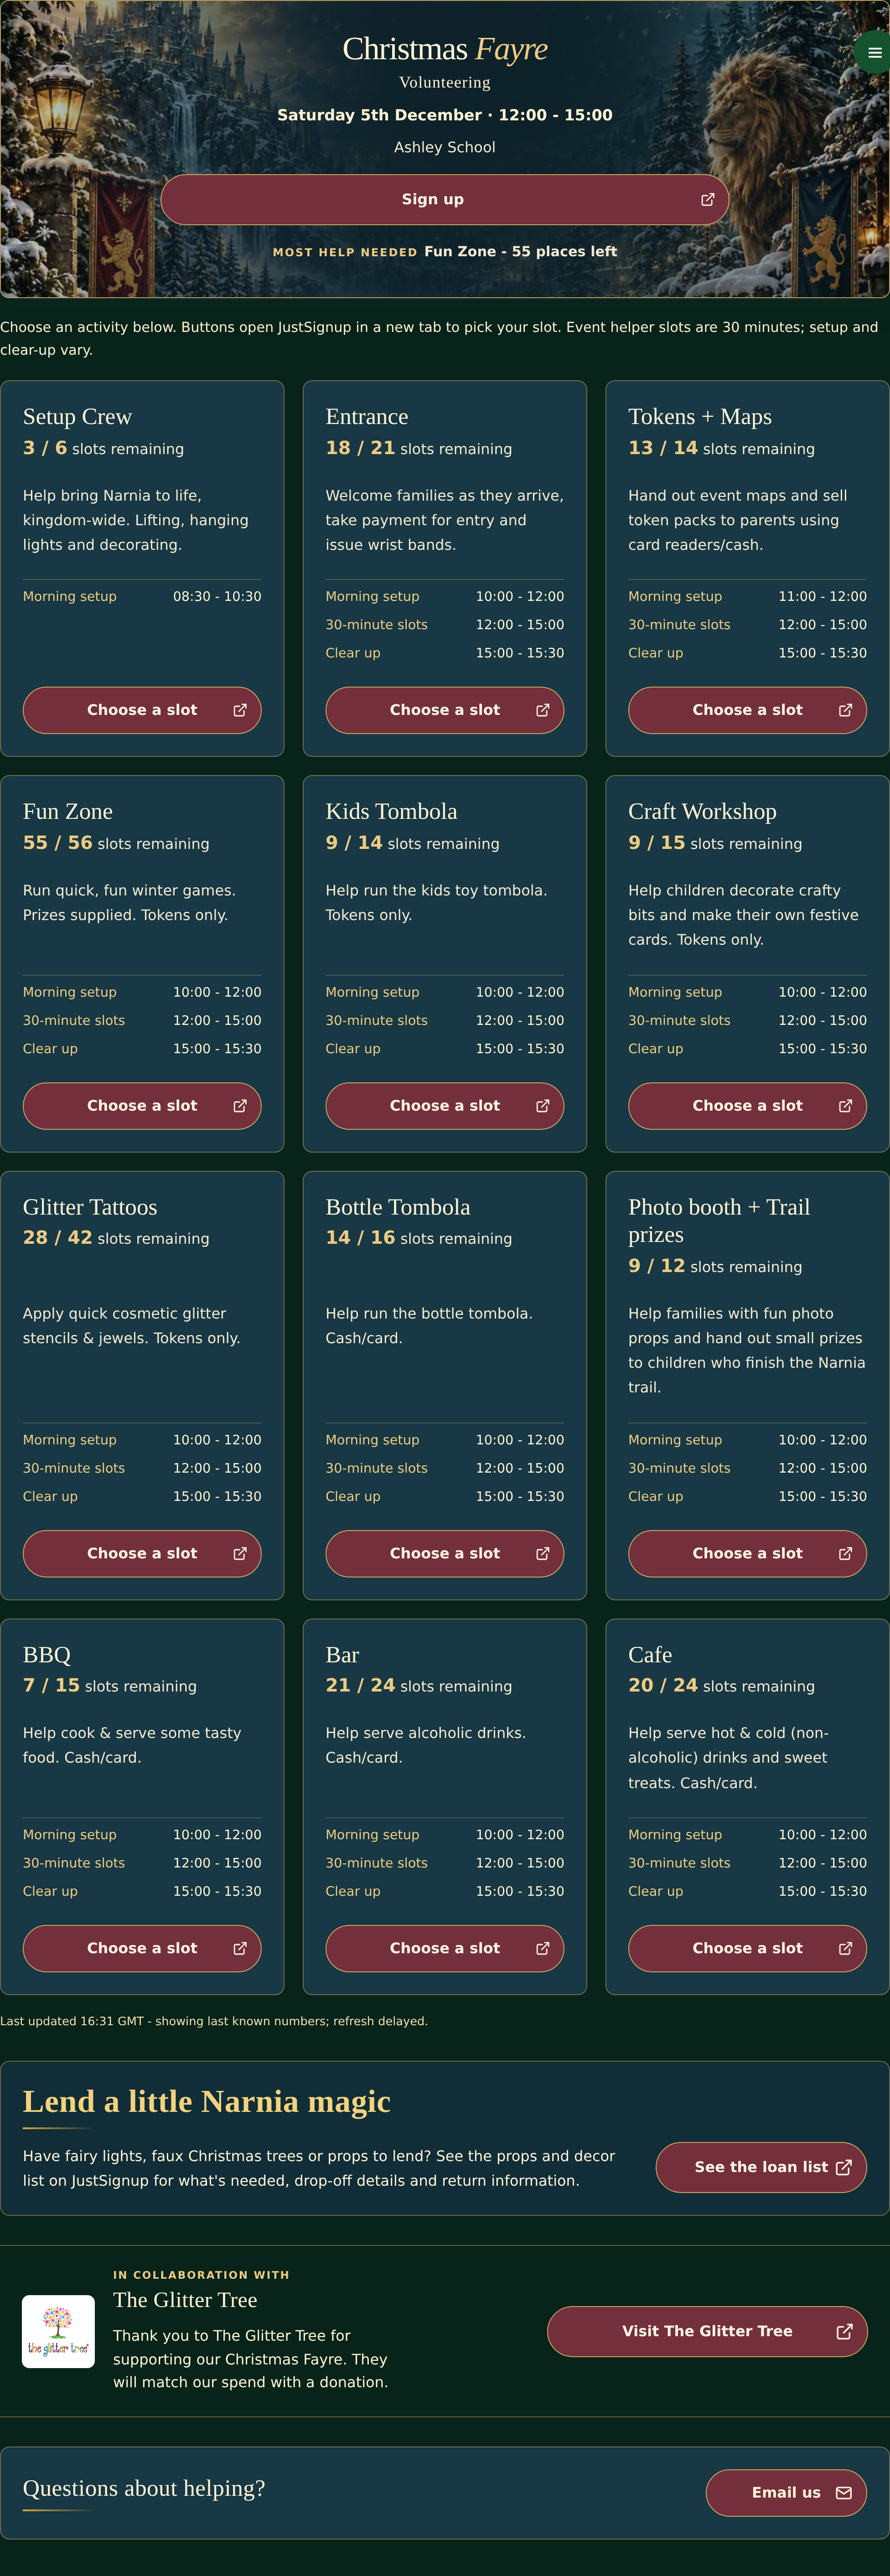 Christmas Fayre
Volunteering
Saturday 5th December · 12:00 - 15:00
Ashley School
Sign up
MOST HELP NEEDED Fun Zone - 55 places left
Choose an activity below. Buttons open JustSignup in a new tab to pick your slot. Event helper slots are 30 minutes; setup and
clear-up vary.
Setup Crew
3 / 6 slots remaining
Help bring Narnia to life,
kingdom-wide. Lifting, hanging
lights and decorating.
Morning setup 08:30 - 10:30
Choose a slot
Entrance
18 / 21 slots remaining
Welcome families as they arrive,
take payment for entry and
issue wrist bands.
Morning setup 10:00 - 12:00
30-minute slots 12:00 - 15:00
Clear up 15:00 - 15:30
Choose a slot
Tokens + Maps
13 / 14 slots remaining
Hand out event maps and sell
token packs to parents using
card readers/cash.
Morning setup 11:00 - 12:00
30-minute slots 12:00 - 15:00
Clear up 15:00 - 15:30
Choose a slot
Fun Zone
55 / 56 slots remaining
Run quick, fun winter games.
Prizes supplied. Tokens only.
Morning setup 10:00 - 12:00
30-minute slots 12:00 - 15:00
Clear up 15:00 - 15:30
Choose a slot
Kids Tombola
9 / 14 slots remaining
Help run the kids toy tombola.
Tokens only.
Morning setup 10:00 - 12:00
30-minute slots 12:00 - 15:00
Clear up 15:00 - 15:30
Choose a slot
Craft Workshop
9 / 15 slots remaining
Help children decorate crafty
bits and make their own festive
cards. Tokens only.
Morning setup 10:00 - 12:00
30-minute slots 12:00 - 15:00
Clear up 15:00 - 15:30
Choose a slot
Glitter Tattoos
28 / 42 slots remaining
Apply quick cosmetic glitter
stencils & jewels. Tokens only.
Morning setup 10:00 - 12:00
30-minute slots 12:00 - 15:00
Clear up 15:00 - 15:30
Choose a slot
Bottle Tombola
14 / 16 slots remaining
Help run the bottle tombola.
Cash/card.
Morning setup 10:00 - 12:00
30-minute slots 12:00 - 15:00
Clear up 15:00 - 15:30
Choose a slot
Photo booth + Trail
prizes
9 / 12 slots remaining
Help families with fun photo
props and hand out small prizes
to children who finish the Narnia
trail.
Morning setup 10:00 - 12:00
30-minute slots 12:00 - 15:00
Clear up 15:00 - 15:30
Choose a slot
BBQ
7 / 15 slots remaining
Help cook & serve some tasty
food. Cash/card.
Morning setup 10:00 - 12:00
30-minute slots 12:00 - 15:00
Clear up 15:00 - 15:30
Choose a slot
Bar
21 / 24 slots remaining
Help serve alcoholic drinks.
Cash/card.
Morning setup 10:00 - 12:00
30-minute slots 12:00 - 15:00
Clear up 15:00 - 15:30
Choose a slot
Cafe
20 / 24 slots remaining
Help serve hot & cold (non-
alcoholic) drinks and sweet
treats. Cash/card.
Morning setup 10:00 - 12:00
30-minute slots 12:00 - 15:00
Clear up 15:00 - 15:30
Choose a slot
Last updated 16:31 GMT - showing last known numbers; refresh delayed.
Lend a little Narnia magic
Have fairy lights, faux Christmas trees or props to lend? See the props and decor
list on JustSignup for what's needed, drop-off details and return information.
See the loan list
the glitter tree
IN COLLABORATION WITH
The Glitter Tree
Thank you to The Glitter Tree for
supporting our Christmas Fayre. They
will match our spend with a donation.
Visit The Glitter Tree
Questions about helping?
Email us